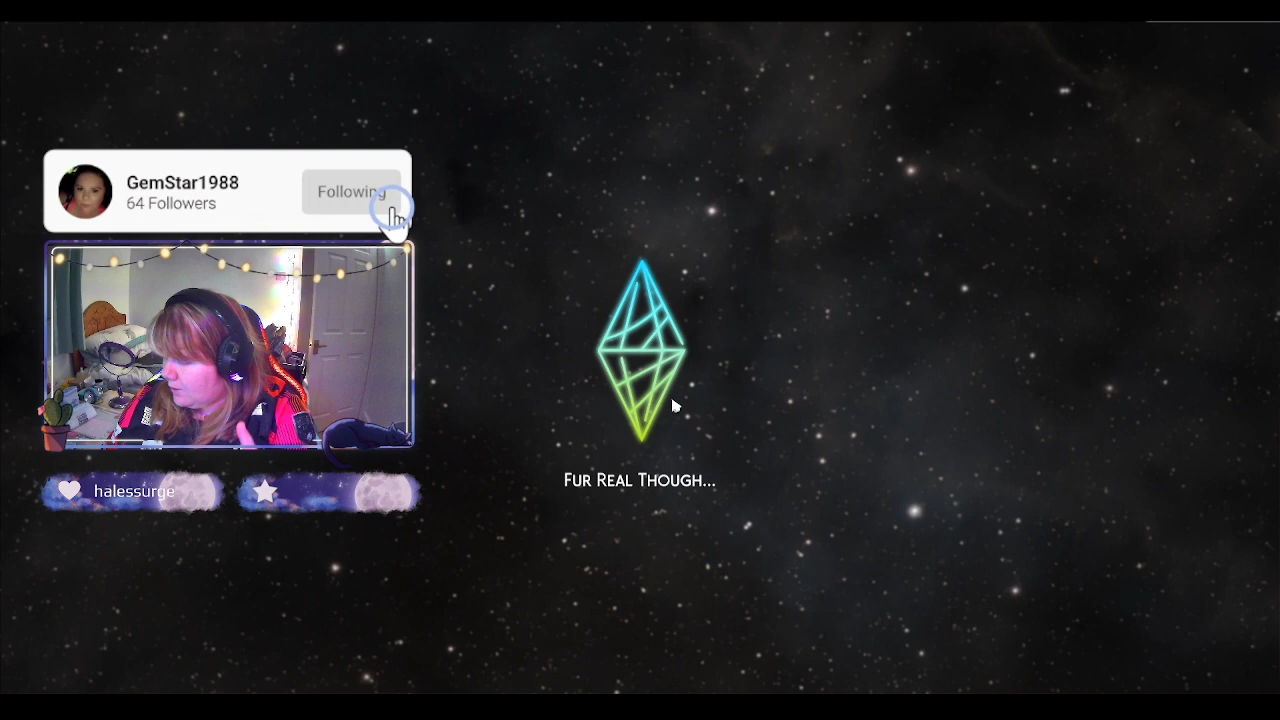 GemStar1988
64 Followers
Following
halessurge
Fur Real Though...